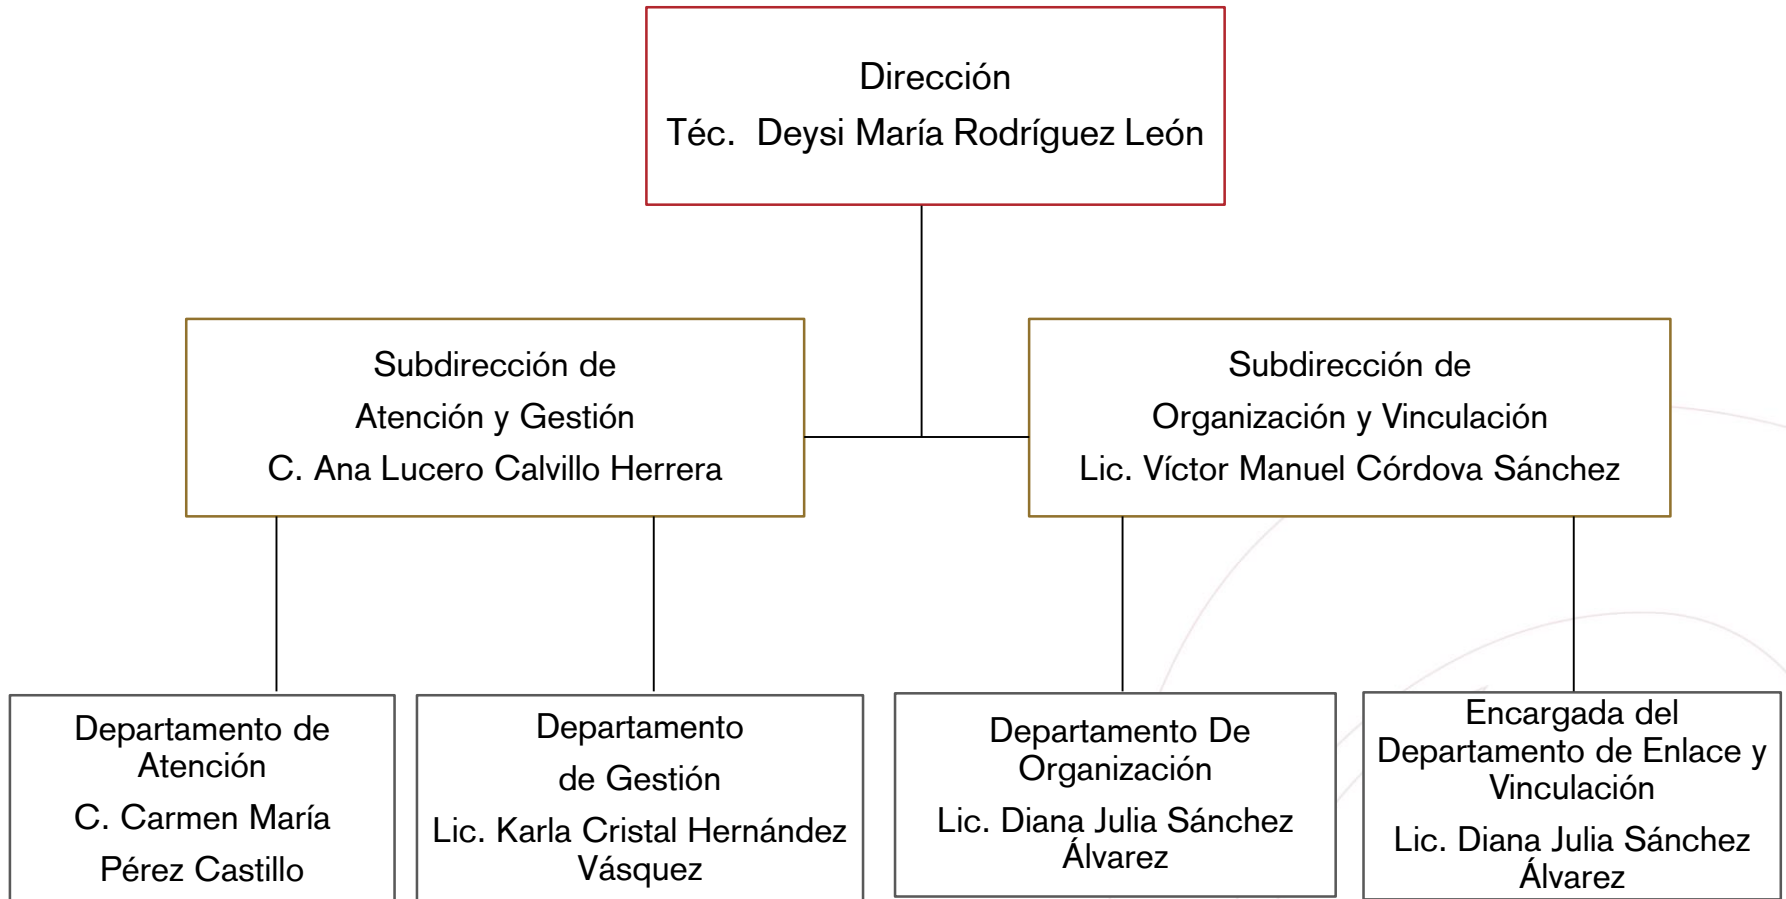 Dirección
Téc.  Deysi María Rodríguez León
Subdirección de
Atención y Gestión
C. Ana Lucero Calvillo Herrera
Subdirección de
Organización y Vinculación
Lic. Víctor Manuel Córdova Sánchez
Departamento de
Atención
C. Carmen María
Pérez Castillo
Departamento
de Gestión
Lic. Karla Cristal Hernández
Vásquez
Departamento De
Organización
Lic. Diana Julia Sánchez
Álvarez
Encargada del
Departamento de Enlace y
Vinculación
Lic. Diana Julia Sánchez
Álvarez